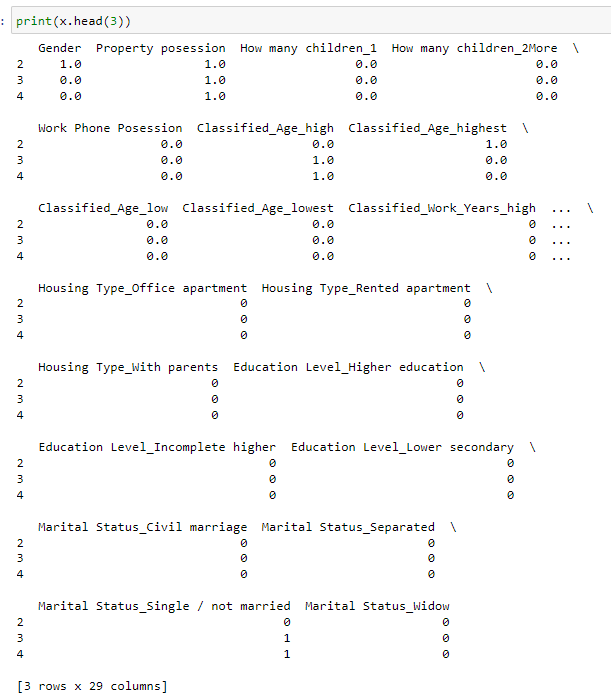 : print(x.head(3))
Gender Property posession How many children_1 How many children_2More \
2 1.0 1.0 0.0 0.0
3 0.0 1.0 0.0 0.0
4 0.0 1.0 0.0 0.0
Work Phone Posession Classified_Age_high Classified_Age_highest \
2 0.0 0.0 1.0
3 0.0 1.0 0.0
4 0.0 1.0 0.0
Classified_Age_low Classified_Age_lowest Classified_Work_Years_high ... \
2 0.0 0.0 0 ...
3 0.0 0.0 0 ...
4 0.0 0.0 0 ...
Housing Type_Office apartment Housing Type_Rented apartment \
2 0 0
3 0 0
4 0 0
Housing Type_With parents Education Level_Higher education \
2 0 0
3 0 0
4 0 0
Education Level_Incomplete higher Education Level_Lower secondary \
2 0 0
3 0 0
4 0 0
Marital Status_Civil marriage Marital Status_Separated \
2 0 0
3 0 0
4 0 0
Marital Status_Single / not married Marital Status_Widow
2 0 0
3 1 0
4 1 0
[3 rows x 29 columns]